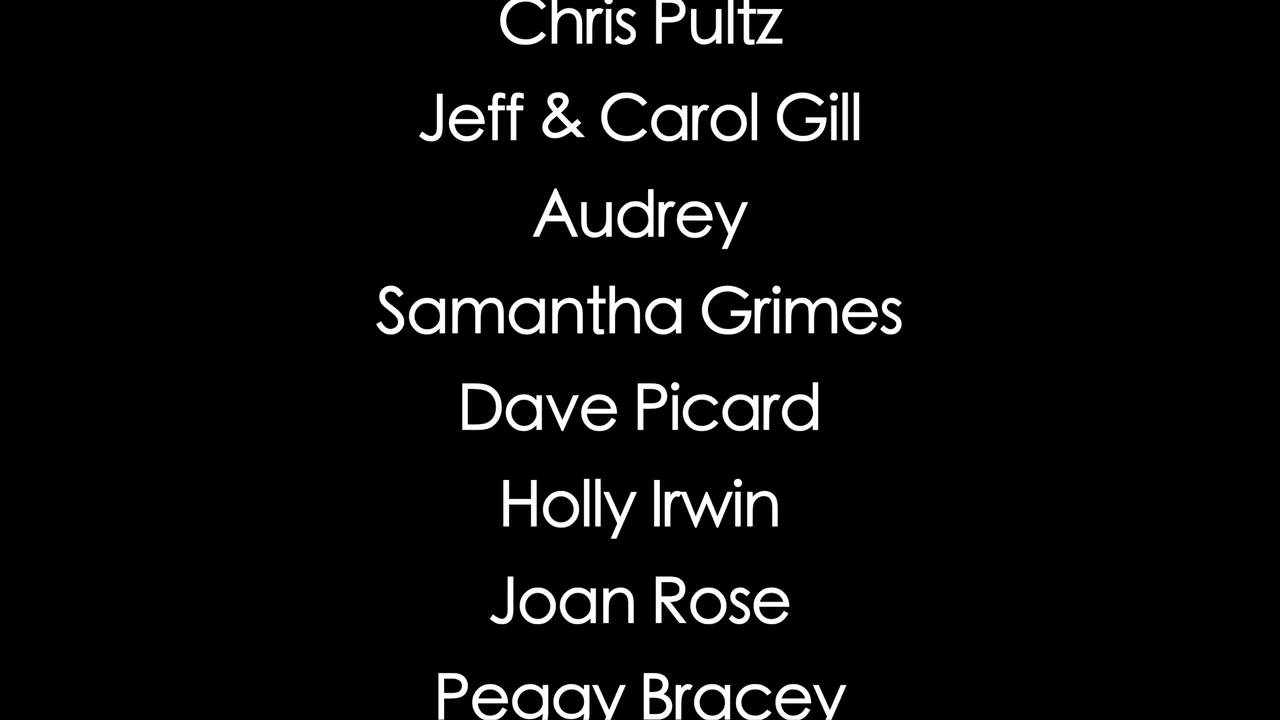 Chris Pultz
Jeff & Carol Gill
Audrey
Samantha Grimes
Dave Picard
Holly Irwin
Joan Rose
Peggy Bracey